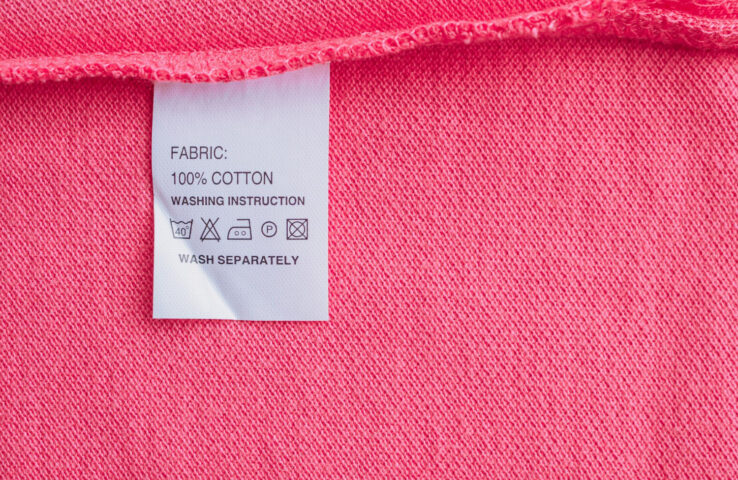 FABRIC:
100% COTTON
WASHING INSTRUCTION
40° P
WASH SEPARATELY